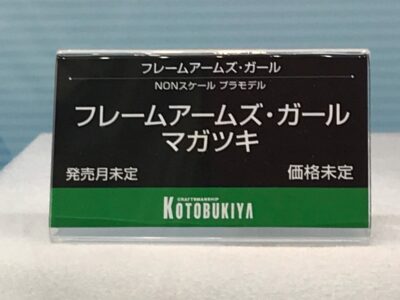 フレームアームズ・ガール
NONスケール プラモデル
フレームアームズ・ガール
マガツキ
発売月未定 価格未定
CRAFTSMANSHIP
KOTOBUKIYA